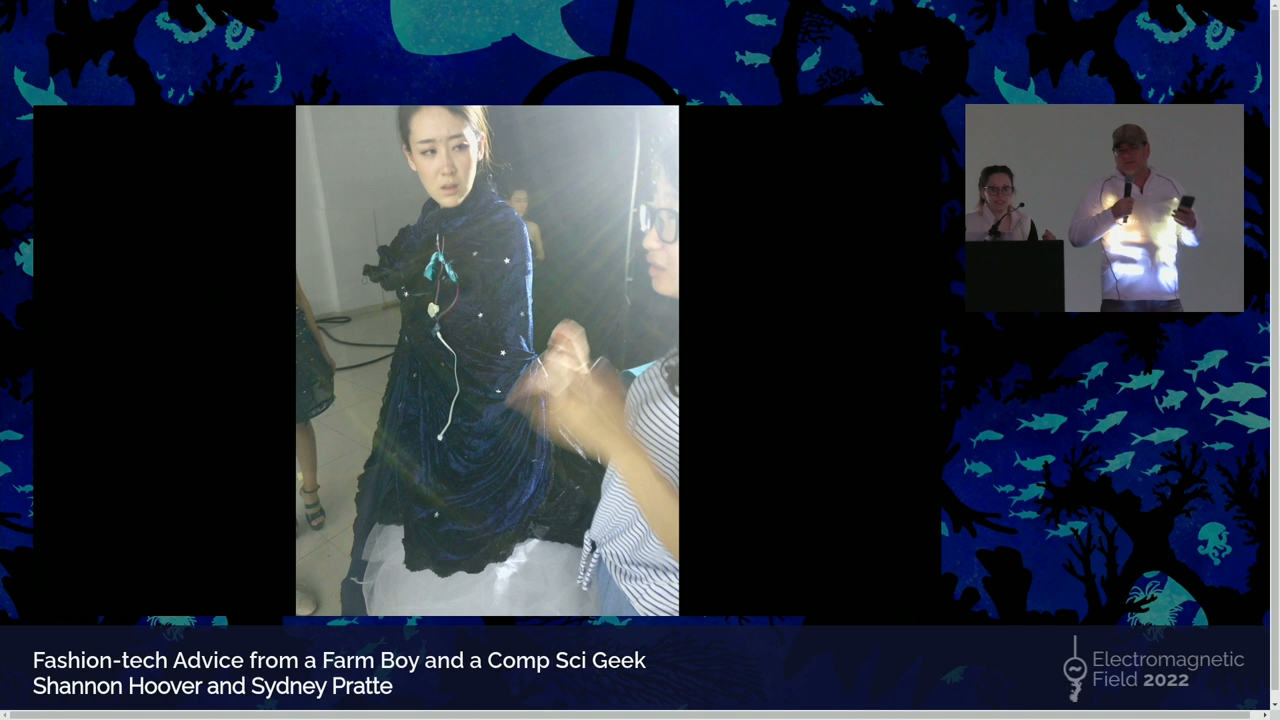 Fashion-tech Advice from a Farm Boy and a Comp Sci Geek
Shannon Hoover and Sydney Pratte
Electromagnetic
Field 2022